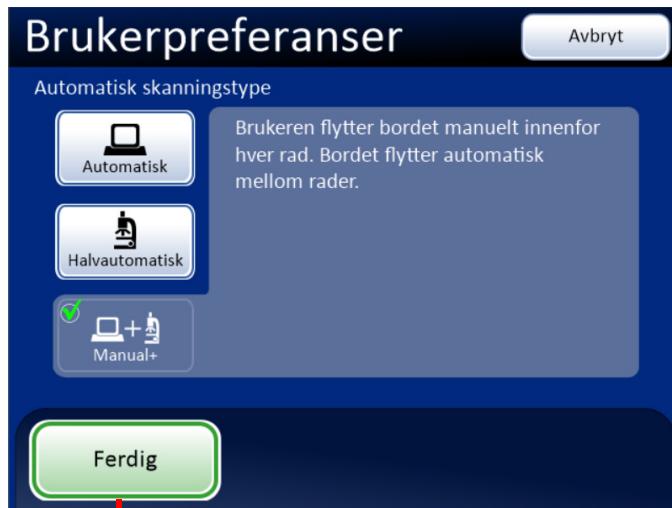 Brukerpreferanser
Avbryt
Automatisk skanningstype
Automatisk
Brukeren flytter bordet manuelt innenfor
hver rad. Bordet flytter automatisk
mellom rader.
Halvautomatisk
Manual+
Ferdig